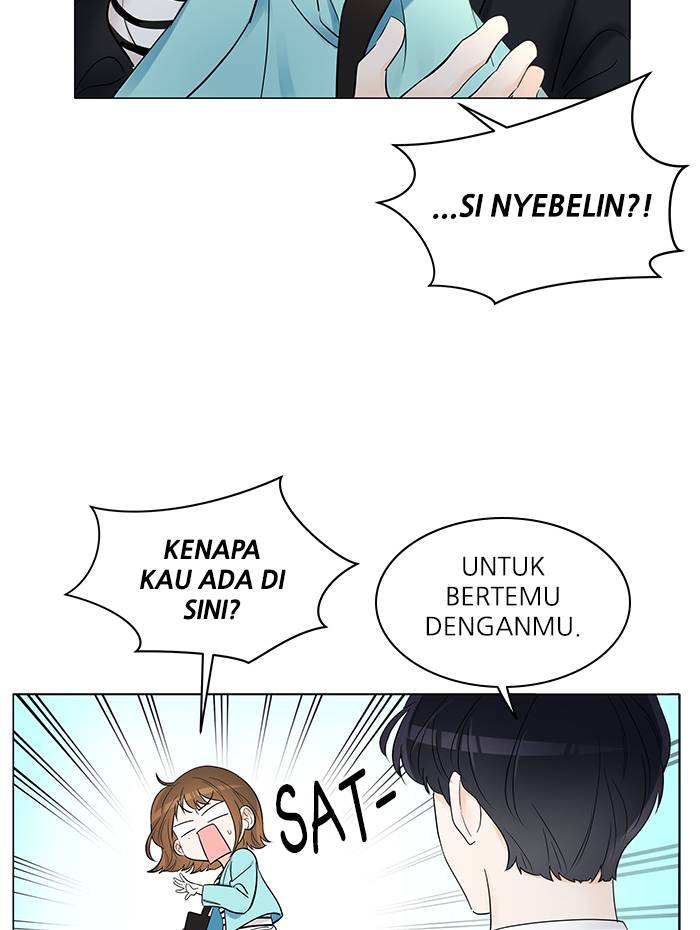 ...SI NYEBELIN?!
KENAPA
KAU ADA DI
SINI?
UNTUK
BERTEMU
DENGANMU.
SAT-